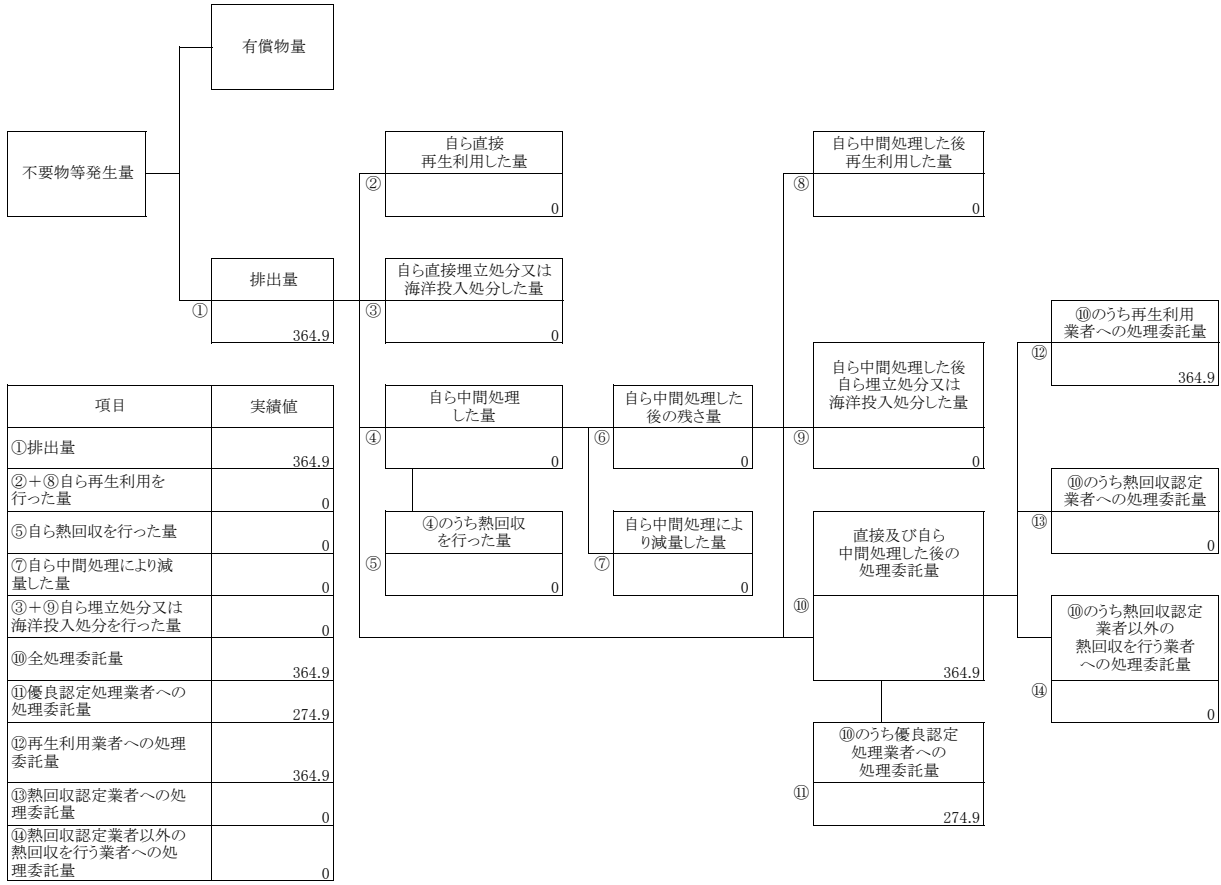 有償物量
不要物等発生量
自ら直接
再生利用した量
②
0
自ら中間処理した後
再生利用した量
⑧
0
排出量
①
364.9
自ら直接埋立処分又は
海洋投入処分した量
③
0
⑩のうち再生利用
業者への処理委託量
⑫
364.9
自ら中間処理
した量
④
0
自ら中間処理した
後の残さ量
⑥
0
自ら中間処理した後
自ら埋立処分又は
海洋投入処分した量
⑨
0
⑩のうち熱回収認定
業者への処理委託量
⑬
0
④のうち熱回収
を行った量
⑤
0
自ら中間処理によ
り減量した量
⑦
0
直接及び自ら
中間処理した後の
処理委託量
⑩
364.9
⑩のうち熱回収認定
業者以外の
熱回収を行う業者
への処理委託量
⑭
0
⑩のうち優良認定
処理業者への
処理委託量
⑪
274.9
項目 実績値
①排出量
364.9
②＋⑧自ら再生利用を
行った量
0
⑤自ら熱回収を行った量
0
⑦自ら中間処理により減
量した量
0
③＋⑨自ら埋立処分又は
海洋投入処分を行った量
0
⑩全処理委託量
364.9
⑪優良認定処理業者への
処理委託量
274.9
⑫再生利用業者への処理
委託量
364.9
⑬熱回収認定業者への処
理委託量
0
⑭熱回収認定業者以外の
熱回収を行う業者への処
理委託量
0